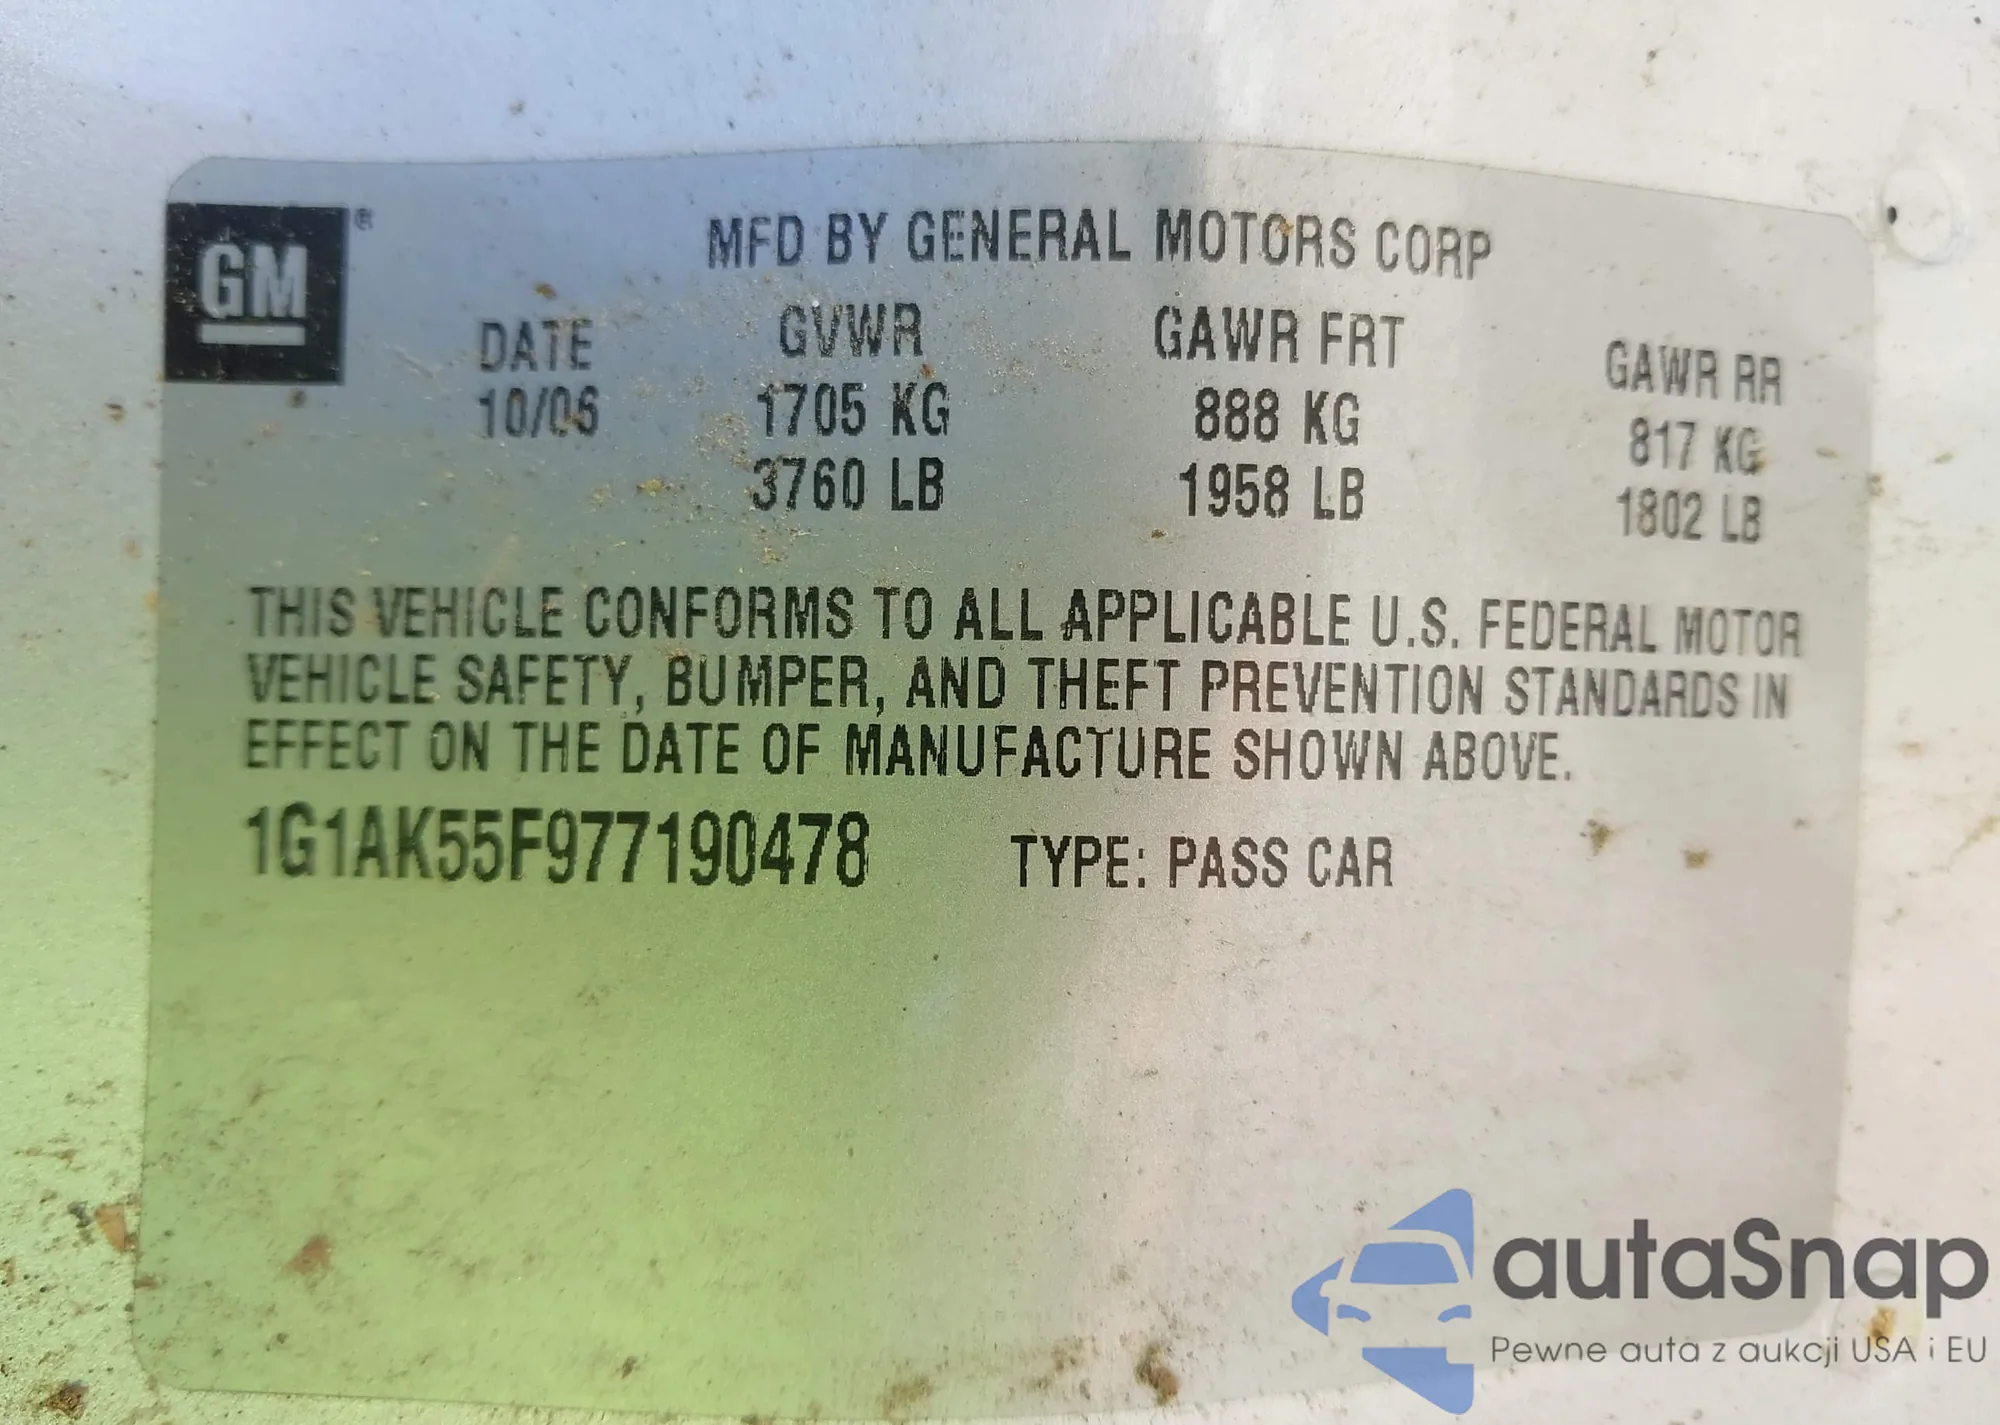 GM®
MFD BY GENERAL MOTORS CORP
DATE GVWR GAWR FRT GAWR RR
10/06 1705 KG 888 KG 817 KG
3760 LB 1958 LB 1802 LB
THIS VEHICLE CONFORMS TO ALL APPLICABLE U.S. FEDERAL MOTOR
VEHICLE SAFETY, BUMPER, AND THEFT PREVENTION STANDARDS IN
EFFECT ON THE DATE OF MANUFACTURE SHOWN ABOVE.
1G1AK55F977190478 TYPE: PASS CAR
autaSnap
Pewne auta z aukcji USA i EU